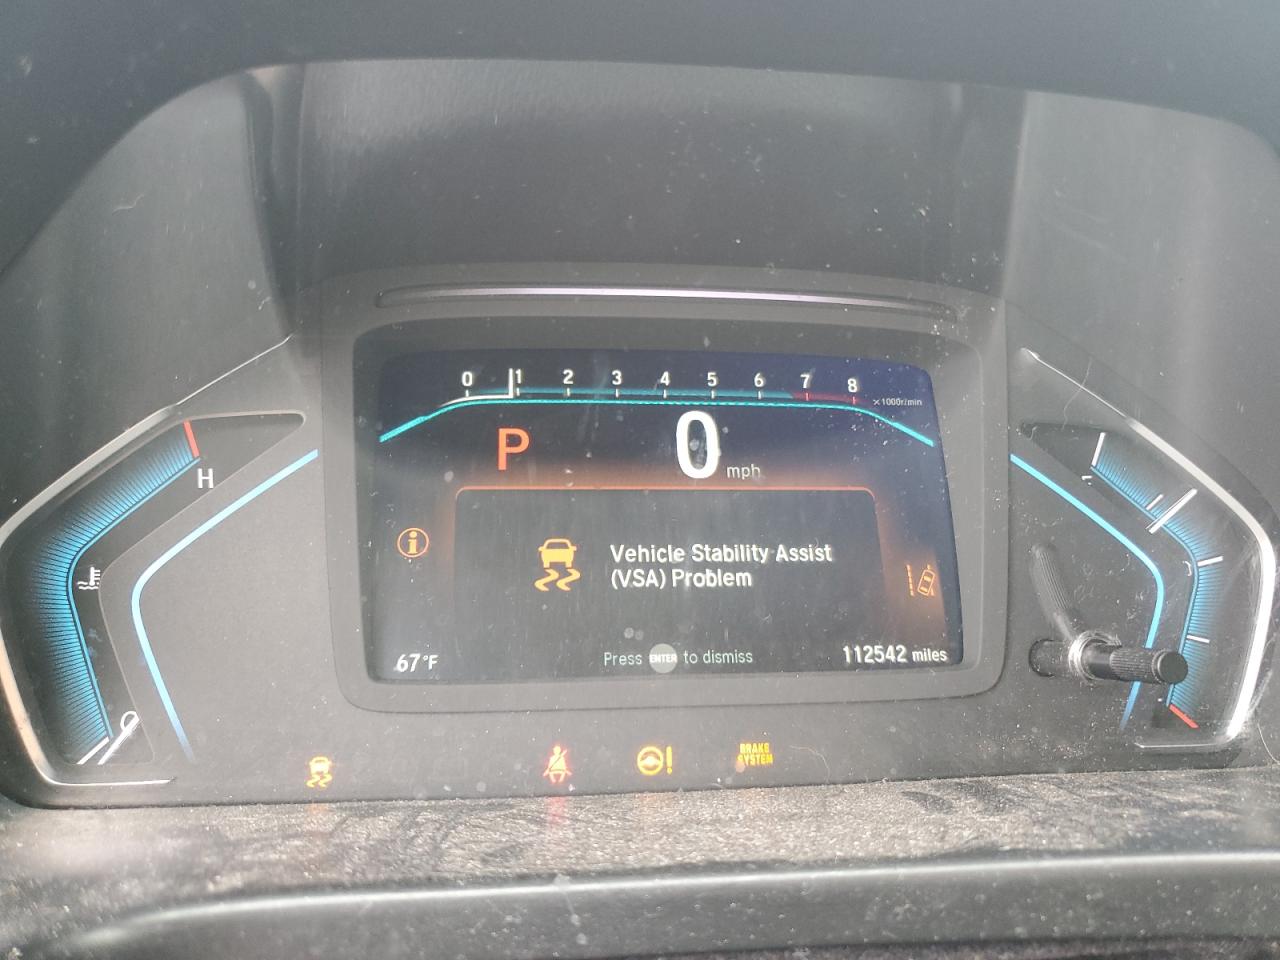 0 1 2 3 4 5 6 7 8
×1000r/min
P 0 mph
H
Vehicle Stability Assist
(VSA) Problem
67°F
Press ENTER to dismiss
112542 miles
BRAKE
SYSTEM